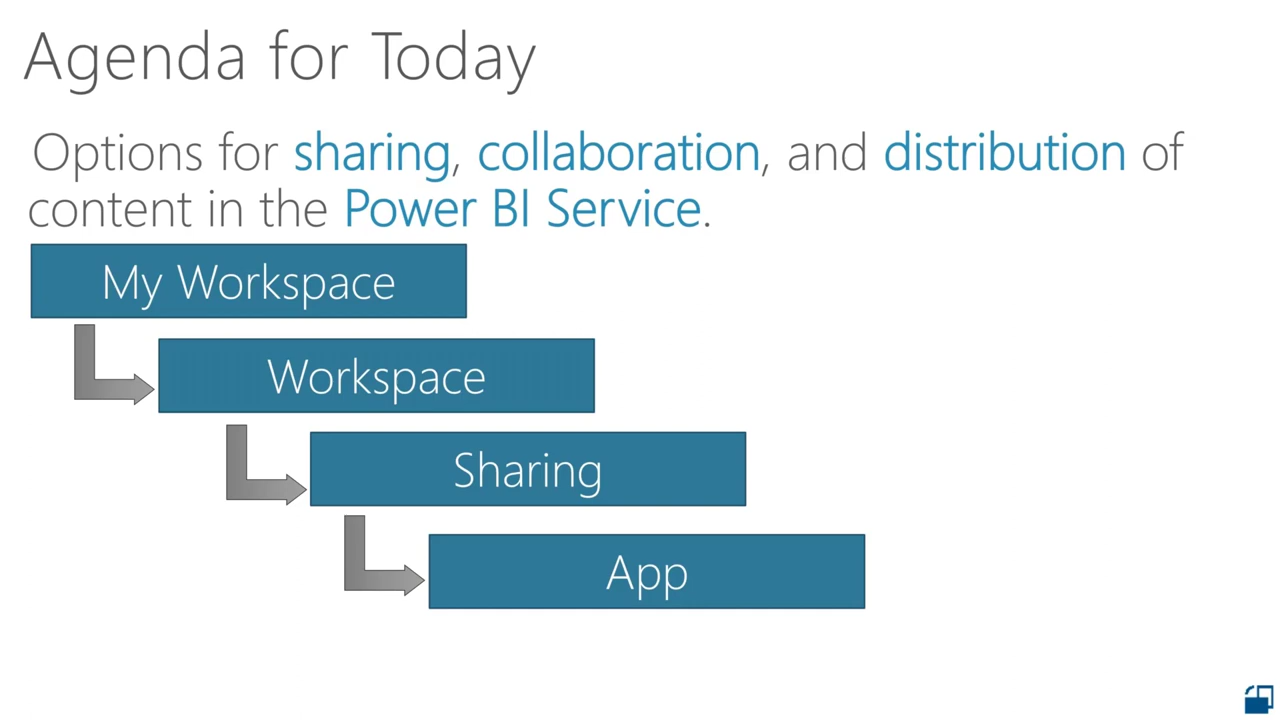 Agenda for Today
Options for sharing, collaboration, and distribution of
content in the Power BI Service.
My Workspace
Workspace
Sharing
App